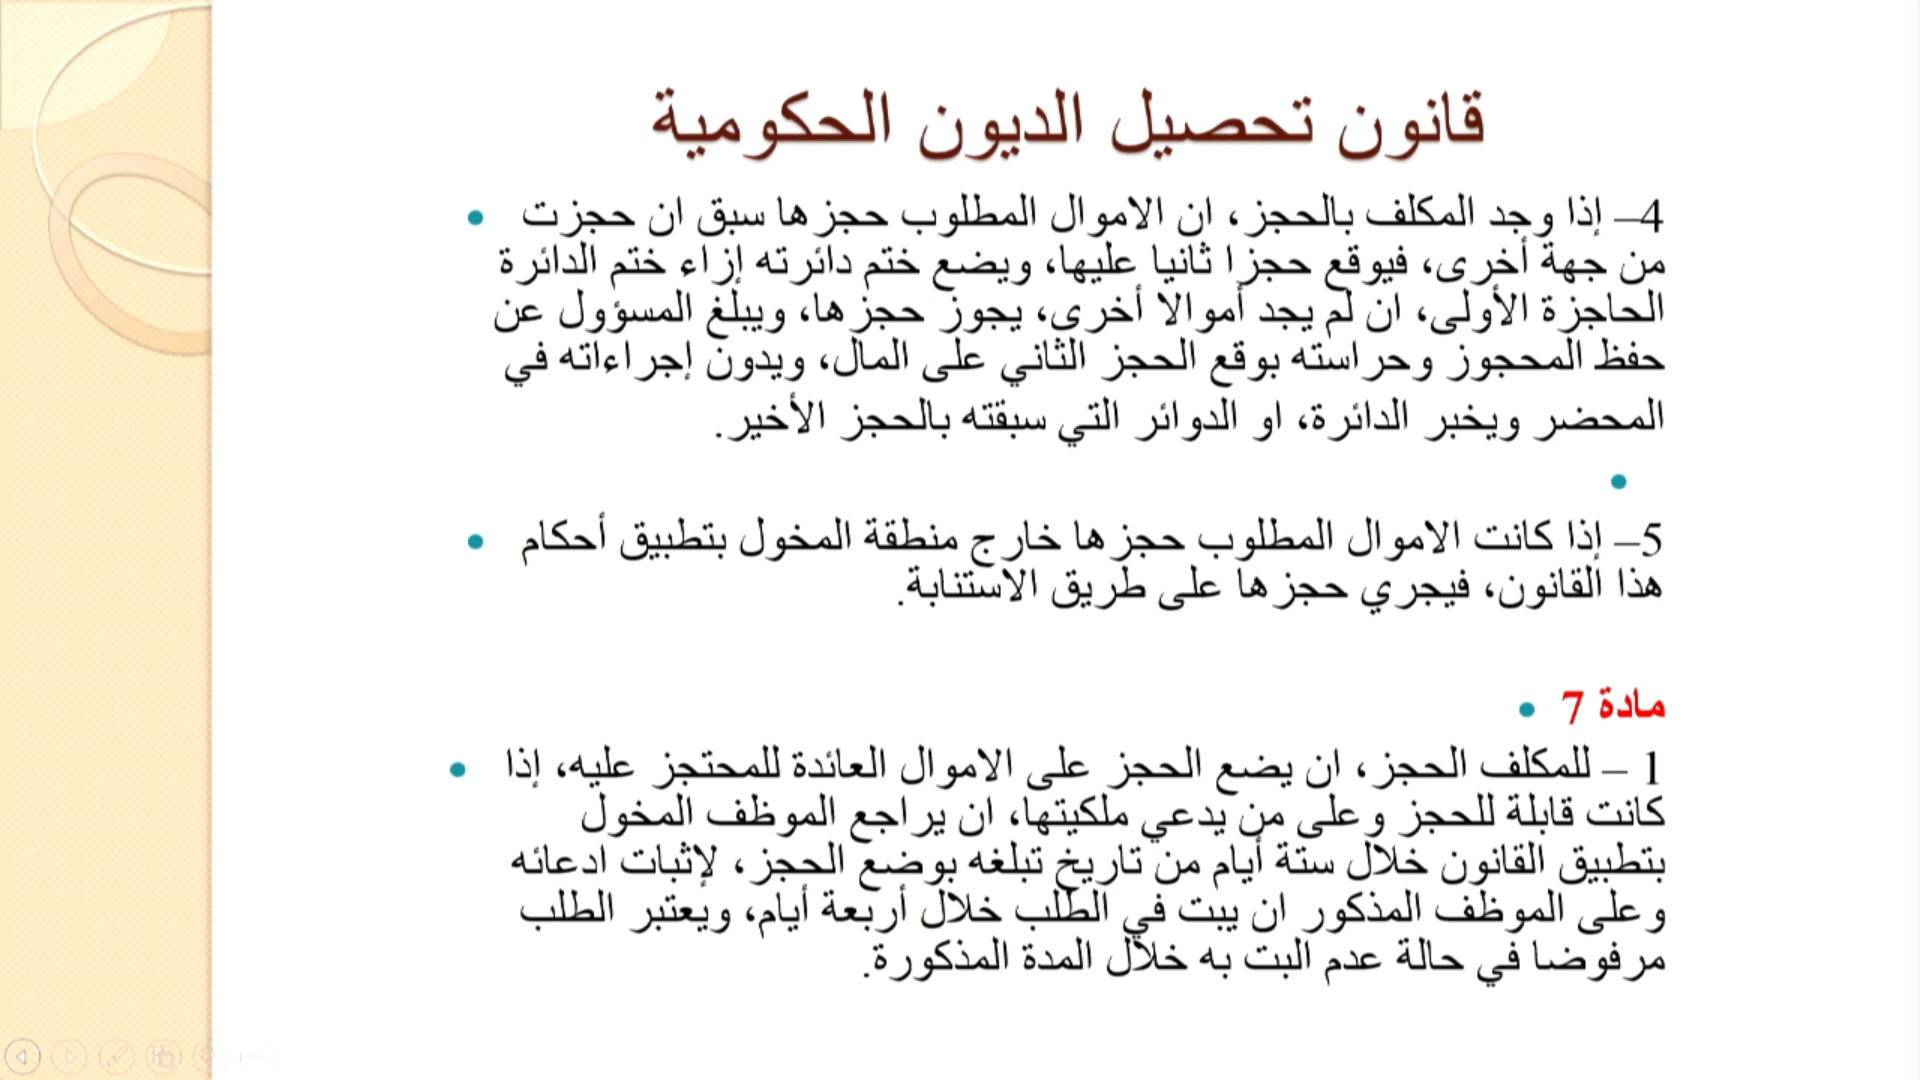 قانون تحصيل الديون الحكومية
4– إذا وجد المكلف بالحجز، ان الاموال المطلوب حجزها سبق ان حجزت
من جهة أخرى، فيوقع حجزا ثانيا عليها، ويضع ختم دائرته إزاء ختم الدائرة
الحاجزة الأولى، ان لم يجد أموالا أخرى، يجوز حجزها، ويبلغ المسؤول عن
حفظ المحجوز وحراسته بوقع الحجز الثاني على المال، ويدون إجراءاته في
المحضر ويخبر الدائرة، او الدوائر التي سبقته بالحجز الأخير.
5– إذا كانت الاموال المطلوب حجزها خارج منطقة المخول بتطبيق أحكام
هذا القانون، فيجري حجزها على طريق الاستنابة.
مادة 7
1 – للمكلف الحجز، ان يضع الحجز على الاموال العائدة للمحتجز عليه، إذا
كانت قابلة للحجز وعلى من يدعي ملكيتها، ان يراجع الموظف المخول
بتطبيق القانون خلال ستة أيام من تاريخ تبلغه بوضع الحجز، لإثبات ادعائه
وعلى الموظف المذكور ان يبت في الطلب خلال أربعة أيام، ويعتبر الطلب
مرفوضا في حالة عدم البت به خلال المدة المذكورة.